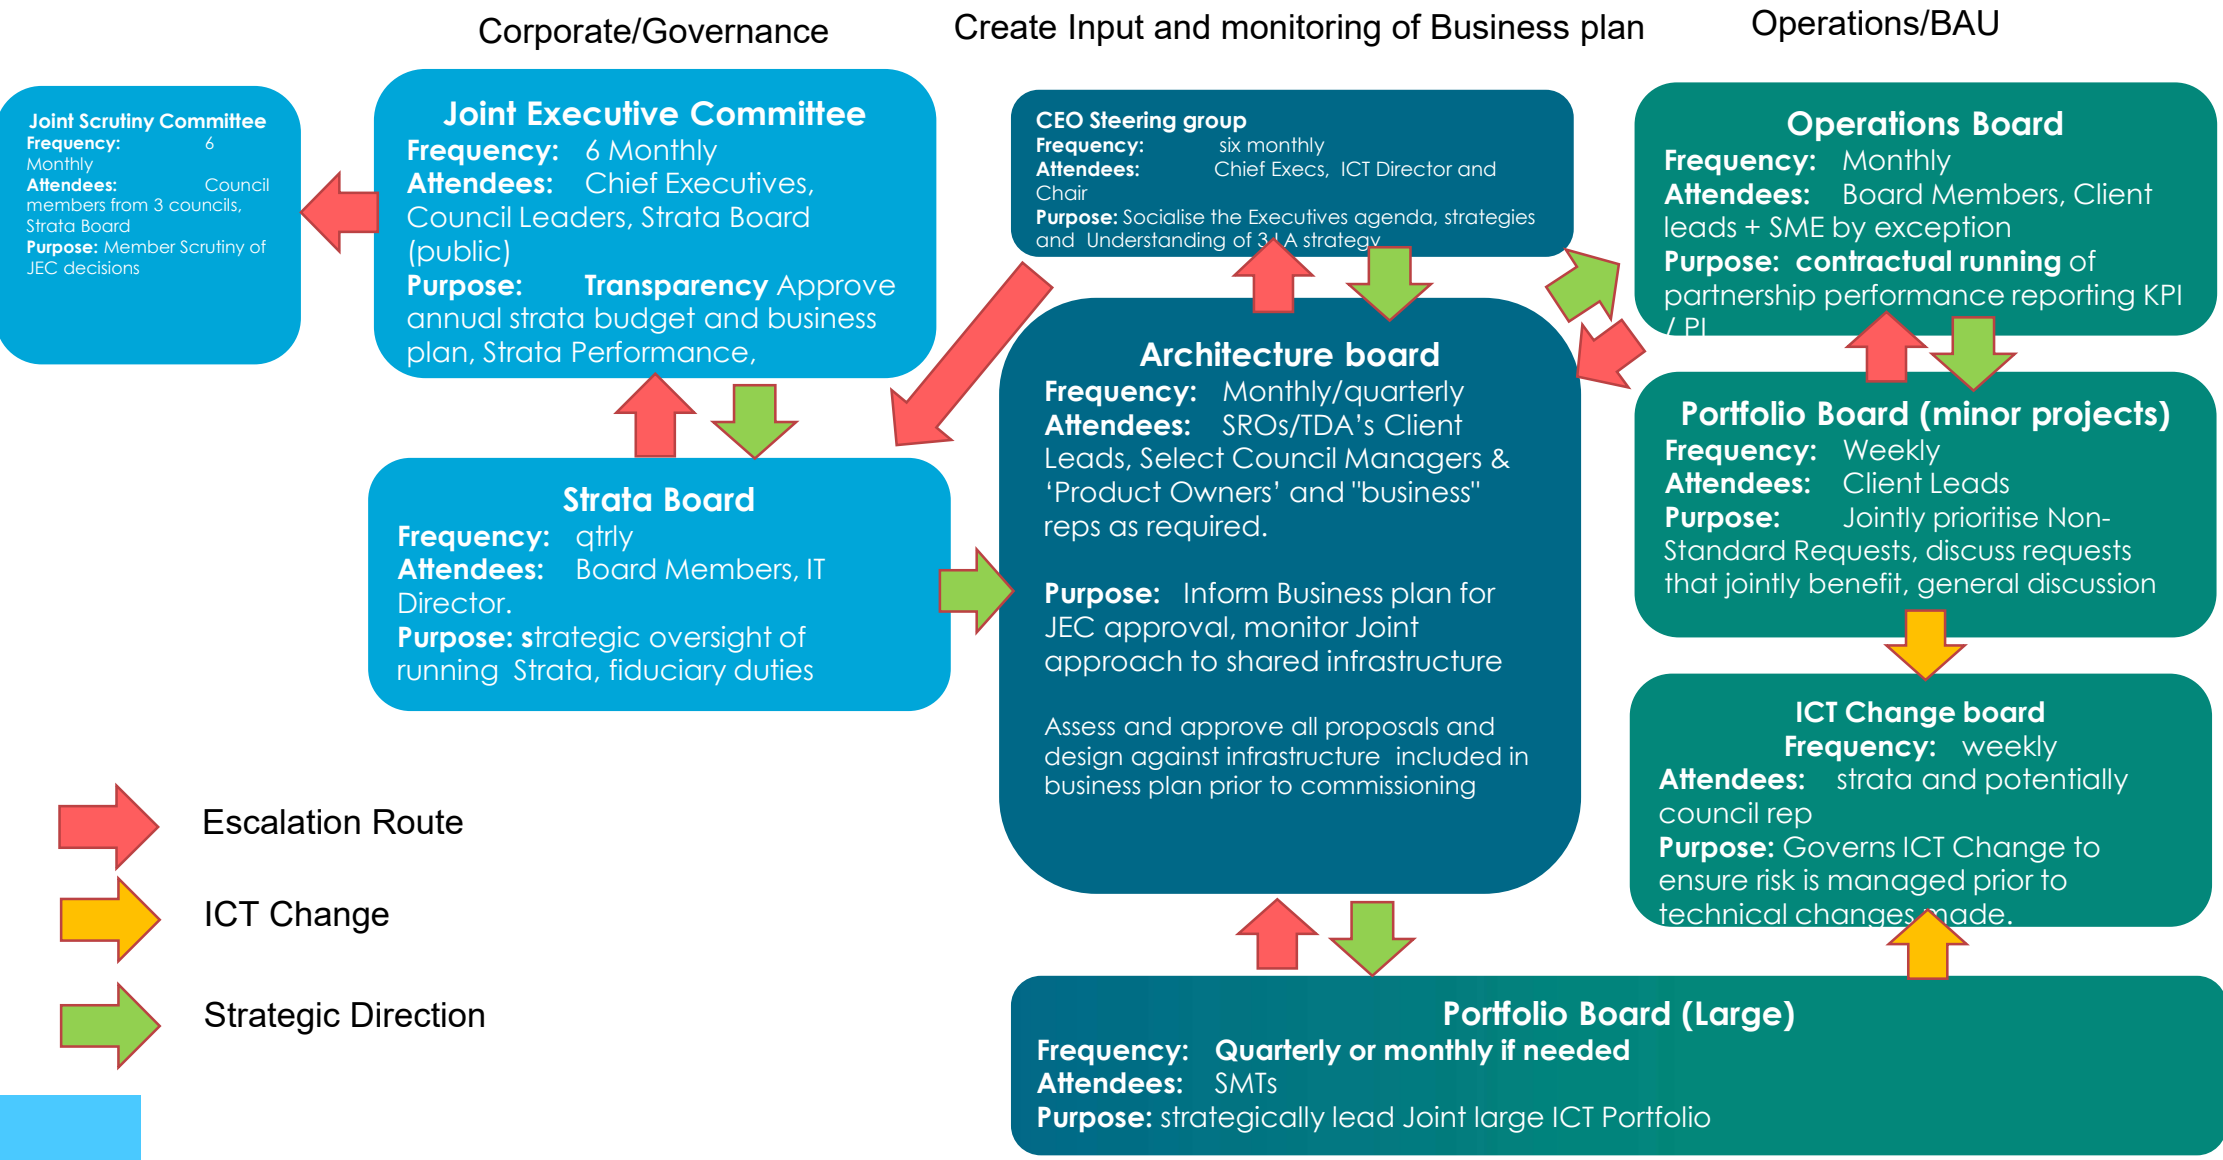 Corporate/Governance
Create Input and monitoring of Business plan
Operations/BAU
Joint Scrutiny Committee
Frequency: 6
Monthly
Attendees: Council
members from 3 councils,
Strata Board
Purpose: Member Scrutiny of
JEC decisions
Joint Executive Committee
Frequency: 6 Monthly
Attendees: Chief Executives,
Council Leaders, Strata Board
(public)
Purpose: Transparency Approve
annual strata budget and business
plan, Strata Performance,
Strata Board
Frequency: qtrly
Attendees: Board Members, IT
Director.
Purpose: strategic oversight of
running Strata, fiduciary duties
CEO Steering group
Frequency: six monthly
Attendees: Chief Execs, ICT Director and
Chair
Purpose: Socialise the Executives agenda, strategies
and Understanding of 3 LA strategy
Architecture board
Frequency: Monthly/quarterly
Attendees: SROs/TDA’s Client
Leads, Select Council Managers &
‘Product Owners’ and "business"
reps as required.
Purpose: Inform Business plan for
JEC approval, monitor Joint
approach to shared infrastructure
Assess and approve all proposals and
design against infrastructure included in
business plan prior to commissioning
Operations Board
Frequency: Monthly
Attendees: Board Members, Client
leads + SME by exception
Purpose: contractual running of
partnership performance reporting KPI
/ PI
Portfolio Board (minor projects)
Frequency: Weekly
Attendees: Client Leads
Purpose: Jointly prioritise Non-
Standard Requests, discuss requests
that jointly benefit, general discussion
ICT Change board
Frequency: weekly
Attendees: strata and potentially
council rep
Purpose: Governs ICT Change to
ensure risk is managed prior to
technical changes made.
Portfolio Board (Large)
Frequency: Quarterly or monthly if needed
Attendees: SMTs
Purpose: strategically lead Joint large ICT Portfolio
Escalation Route
ICT Change
Strategic Direction